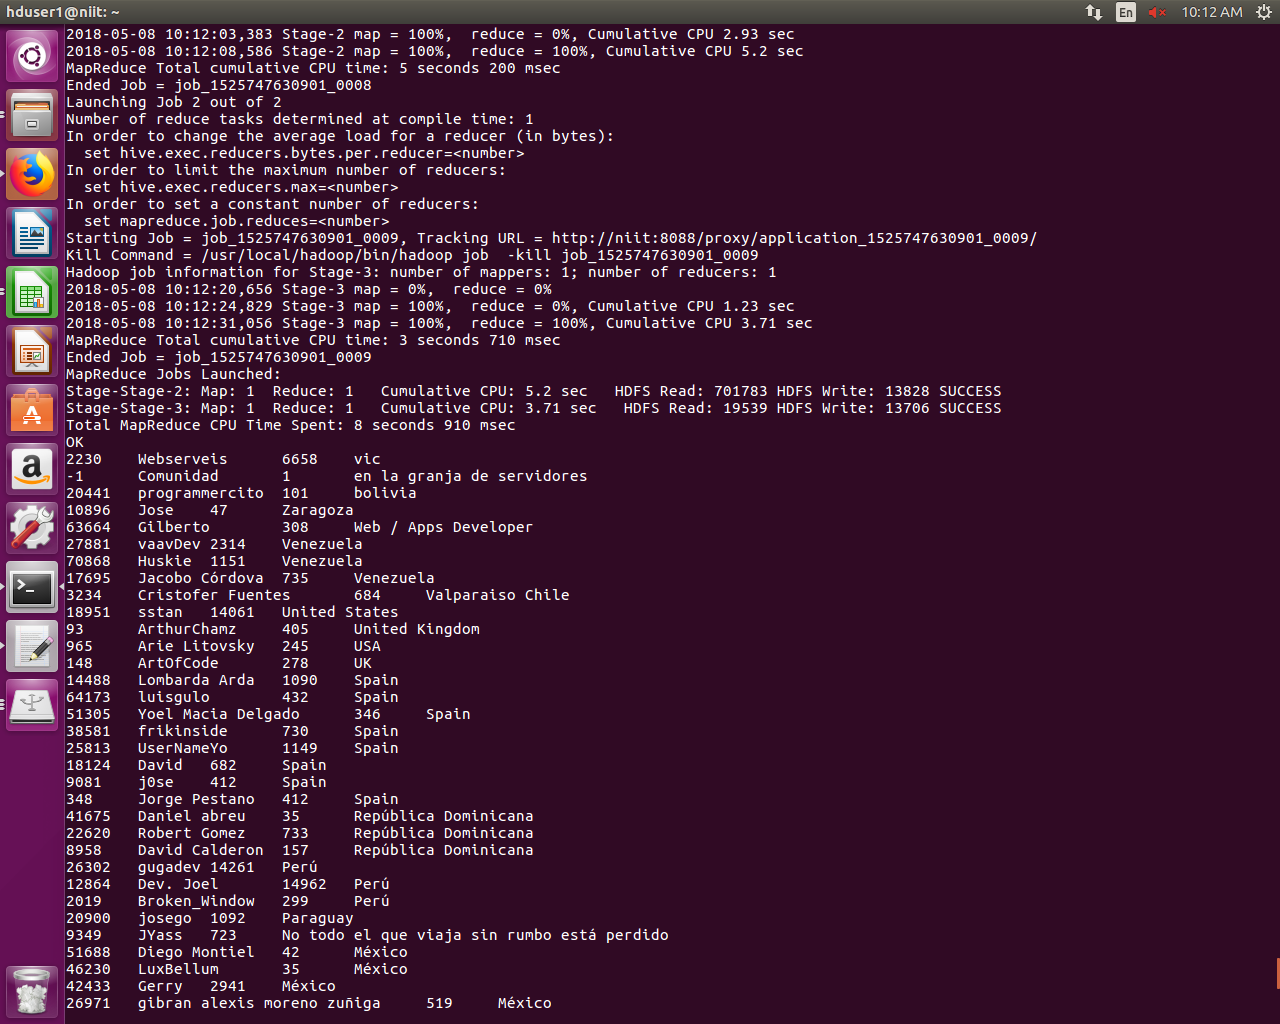 hduser1@niit: ~
En
10:12 AM
2018-05-08 10:12:03,383 Stage-2 map = 100%,  reduce = 0%, Cumulative CPU 2.93 sec
2018-05-08 10:12:08,586 Stage-2 map = 100%,  reduce = 100%, Cumulative CPU 5.2 sec
MapReduce Total cumulative CPU time: 5 seconds 200 msec
Ended Job = job_1525747630901_0008
Launching Job 2 out of 2
Number of reduce tasks determined at compile time: 1
In order to change the average load for a reducer (in bytes):
  set hive.exec.reducers.bytes.per.reducer=<number>
In order to limit the maximum number of reducers:
  set hive.exec.reducers.max=<number>
In order to set a constant number of reducers:
  set mapreduce.job.reduces=<number>
Starting Job = job_1525747630901_0009, Tracking URL = http://niit:8088/proxy/application_1525747630901_0009/
Kill Command = /usr/local/hadoop/bin/hadoop job  -kill job_1525747630901_0009
Hadoop job information for Stage-3: number of mappers: 1; number of reducers: 1
2018-05-08 10:12:20,656 Stage-3 map = 0%,  reduce = 0%
2018-05-08 10:12:24,829 Stage-3 map = 100%,  reduce = 0%, Cumulative CPU 1.23 sec
2018-05-08 10:12:31,056 Stage-3 map = 100%,  reduce = 100%, Cumulative CPU 3.71 sec
MapReduce Total cumulative CPU time: 3 seconds 710 msec
Ended Job = job_1525747630901_0009
MapReduce Jobs Launched:
Stage-Stage-2: Map: 1  Reduce: 1   Cumulative CPU: 5.2 sec   HDFS Read: 701783 HDFS Write: 13828 SUCCESS
Stage-Stage-3: Map: 1  Reduce: 1   Cumulative CPU: 3.71 sec   HDFS Read: 19539 HDFS Write: 13706 SUCCESS
Total MapReduce CPU Time Spent: 8 seconds 910 msec
OK
2230    Webserveis      6658    vic
-1      Comunidad       1       en la granja de servidores
20441   programmercito  101     bolivia
10896   Jose    47      Zaragoza
63664   Gilberto        308     Web / Apps Developer
27881   vaavDev 2314    Venezuela
70868   Huskie  1151    Venezuela
17695   Jacobo Córdova  735     Venezuela
3234    Cristofer Fuentes       684     Valparaiso Chile
18951   sstan   14061   United States
93      ArthurChamz     405     United Kingdom
965     Arie Litovsky   245     USA
148     ArtOfCode       278     UK
14488   Lombarda Arda   1090    Spain
64173   luisgulo        432     Spain
51305   Yoel Macia Delgado      346     Spain
38581   frikinside      730     Spain
25813   UserNameYo      1149    Spain
18124   David   682     Spain
9081    j0se    412     Spain
348     Jorge Pestano   412     Spain
41675   Daniel abreu    35      República Dominicana
22620   Robert Gomez    733     República Dominicana
8958    David Calderon  157     República Dominicana
26302   gugadev 14261   Perú
12864   Dev. Joel       14962   Perú
2019    Broken_Window   299     Perú
20900   josego  1092    Paraguay
9349    JYass   723     No todo el que viaja sin rumbo está perdido
51688   Diego Montiel   42      México
46230   LuxBellum       35      México
42433   Gerry   2941    México
26971   gibran alexis moreno zuñiga     519     México